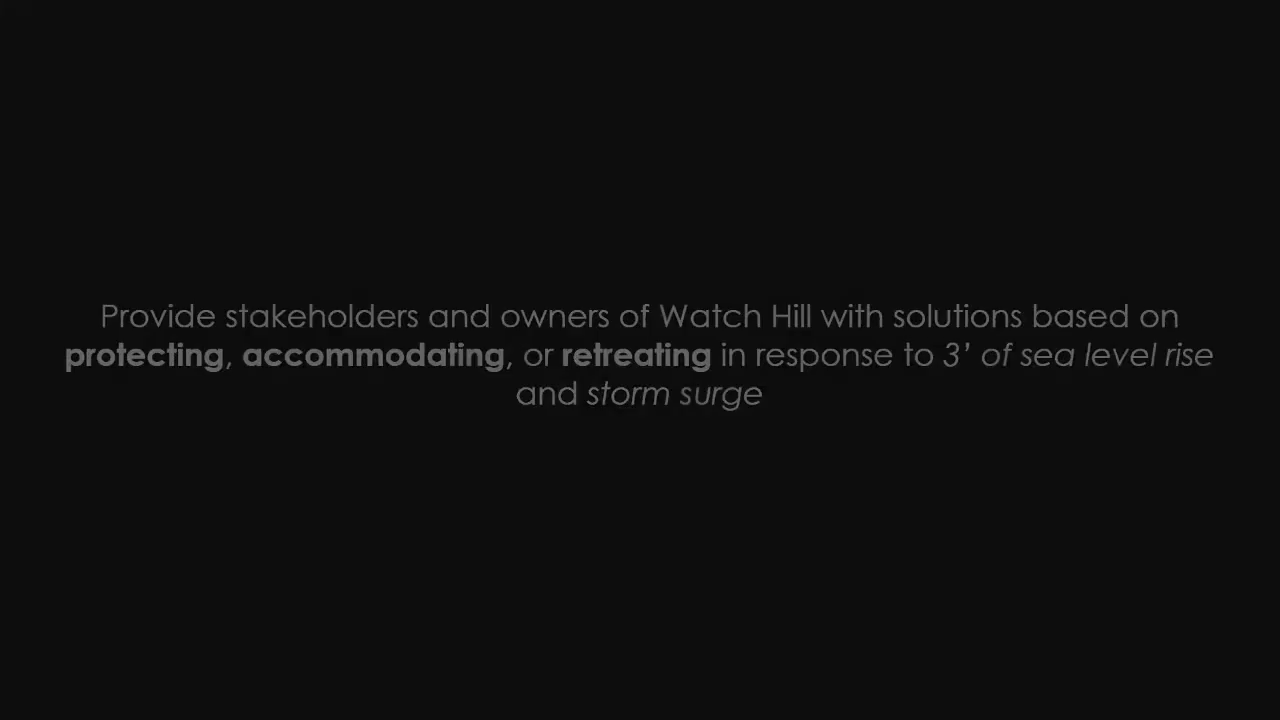 Provide stakeholders and owners of Watch Hill with solutions based on
protecting, accommodating, or retreating in response to 3’ of sea level rise
and storm surge